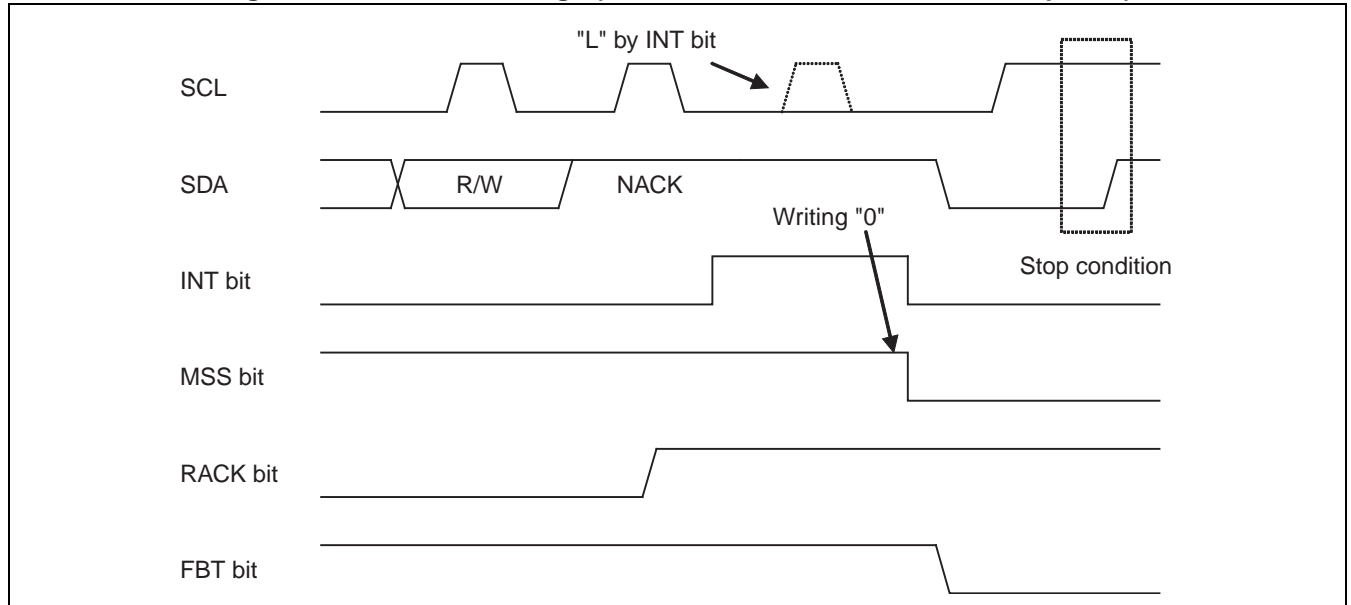 "L" by INT bit
SCL
SDA
R/W
NACK
Writing "0"
INT bit
Stop condition
MSS bit
RACK bit
FBT bit